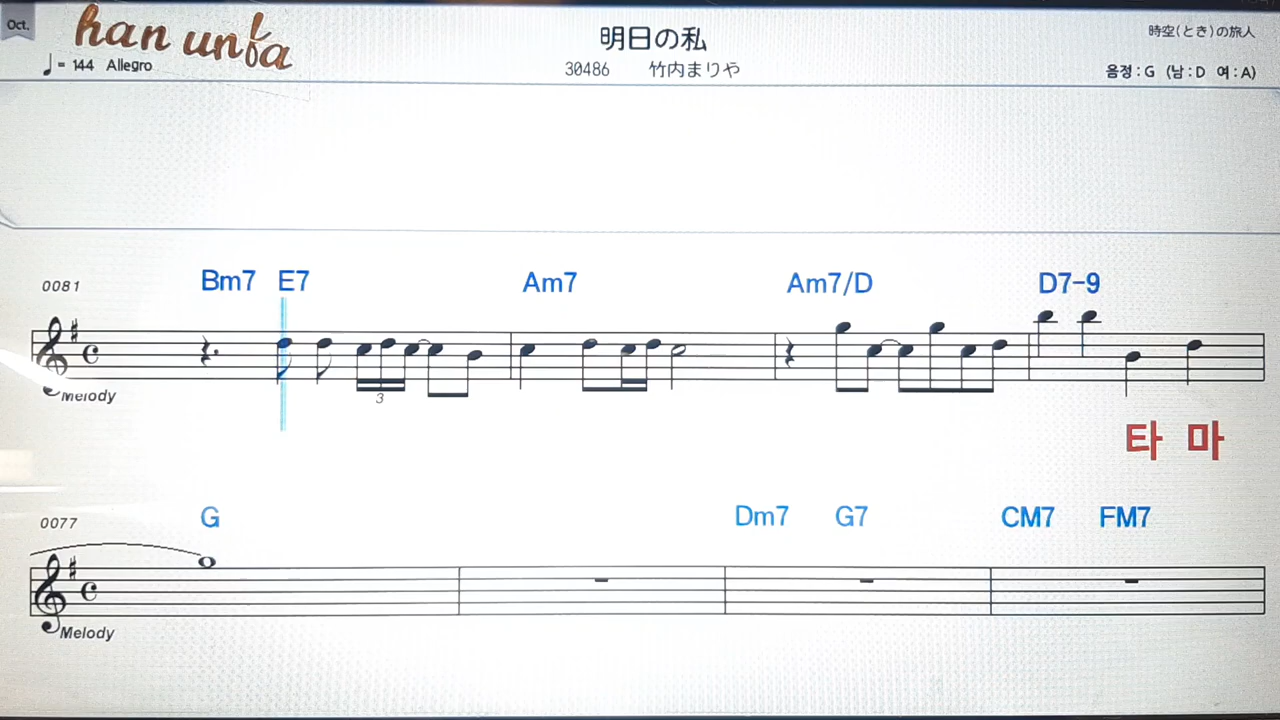 Oct.
han unfa
明日の私
時空(とき)の旅人
♩= 144 Allegro
30486 竹内まりや
음정:G (남:D 여:A)
0081 Bm7 E7 Am7 Am7/D D7-9
3
Melody
타 마
0077 G Dm7 G7 CM7 FM7
Melody